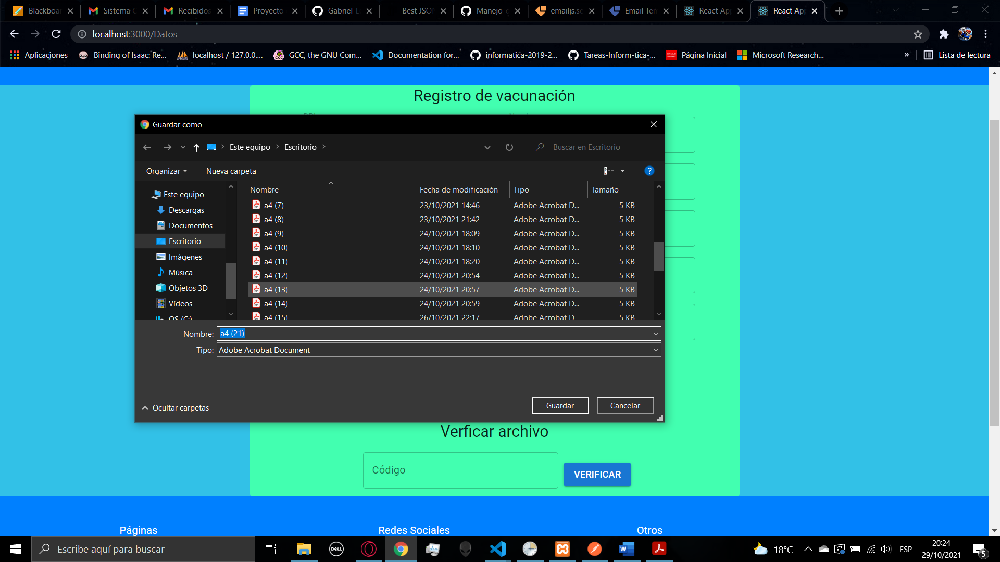 Blackboar
Sistema C
Recibidos
Proyecto
Gabriel-L
Best JSON
Manejo-c
emailjs.se
Email Tem
React Ap
React Ap
localhost:3000/Datos
Aplicaciones
Binding of Isaac: Re...
localhost / 127.0.0....
GCC, the GNU Com...
Documentation for...
informatica-2019-2...
Tareas-Inform-tica-...
Página Inicial
Microsoft Research...
»
Lista de lectura
Registro de vacunación
Guardar como
Este equipo
Escritorio
Buscar en Escritorio
Organizar
Nueva carpeta
?
Nombre Fecha de modificación Tipo Tamaño
Este equipo
Descargas
Documentos
Escritorio
Imágenes
Música
Objetos 3D
Vídeos
OS (C:)
a4 (7) 23/10/2021 14:46 Adobe Acrobat D... 5 KB
a4 (8) 23/10/2021 21:42 Adobe Acrobat D... 5 KB
a4 (9) 24/10/2021 18:09 Adobe Acrobat D... 5 KB
a4 (10) 24/10/2021 18:10 Adobe Acrobat D... 5 KB
a4 (11) 24/10/2021 18:20 Adobe Acrobat D... 5 KB
a4 (12) 24/10/2021 20:54 Adobe Acrobat D... 5 KB
a4 (13) 24/10/2021 20:57 Adobe Acrobat D... 5 KB
a4 (14) 24/10/2021 20:59 Adobe Acrobat D... 5 KB
a4 (15) 26/10/2021 22:17 Adobe Acrobat D... 5 KB
Nombre: a4 (21)
Tipo: Adobe Acrobat Document
Ocultar carpetas
Guardar
Cancelar
Verficar archivo
Código
VERIFICAR
Páginas
Redes Sociales
Otros
Escribe aquí para buscar
DELL
18°C
ESP
20:24
29/10/2021
5